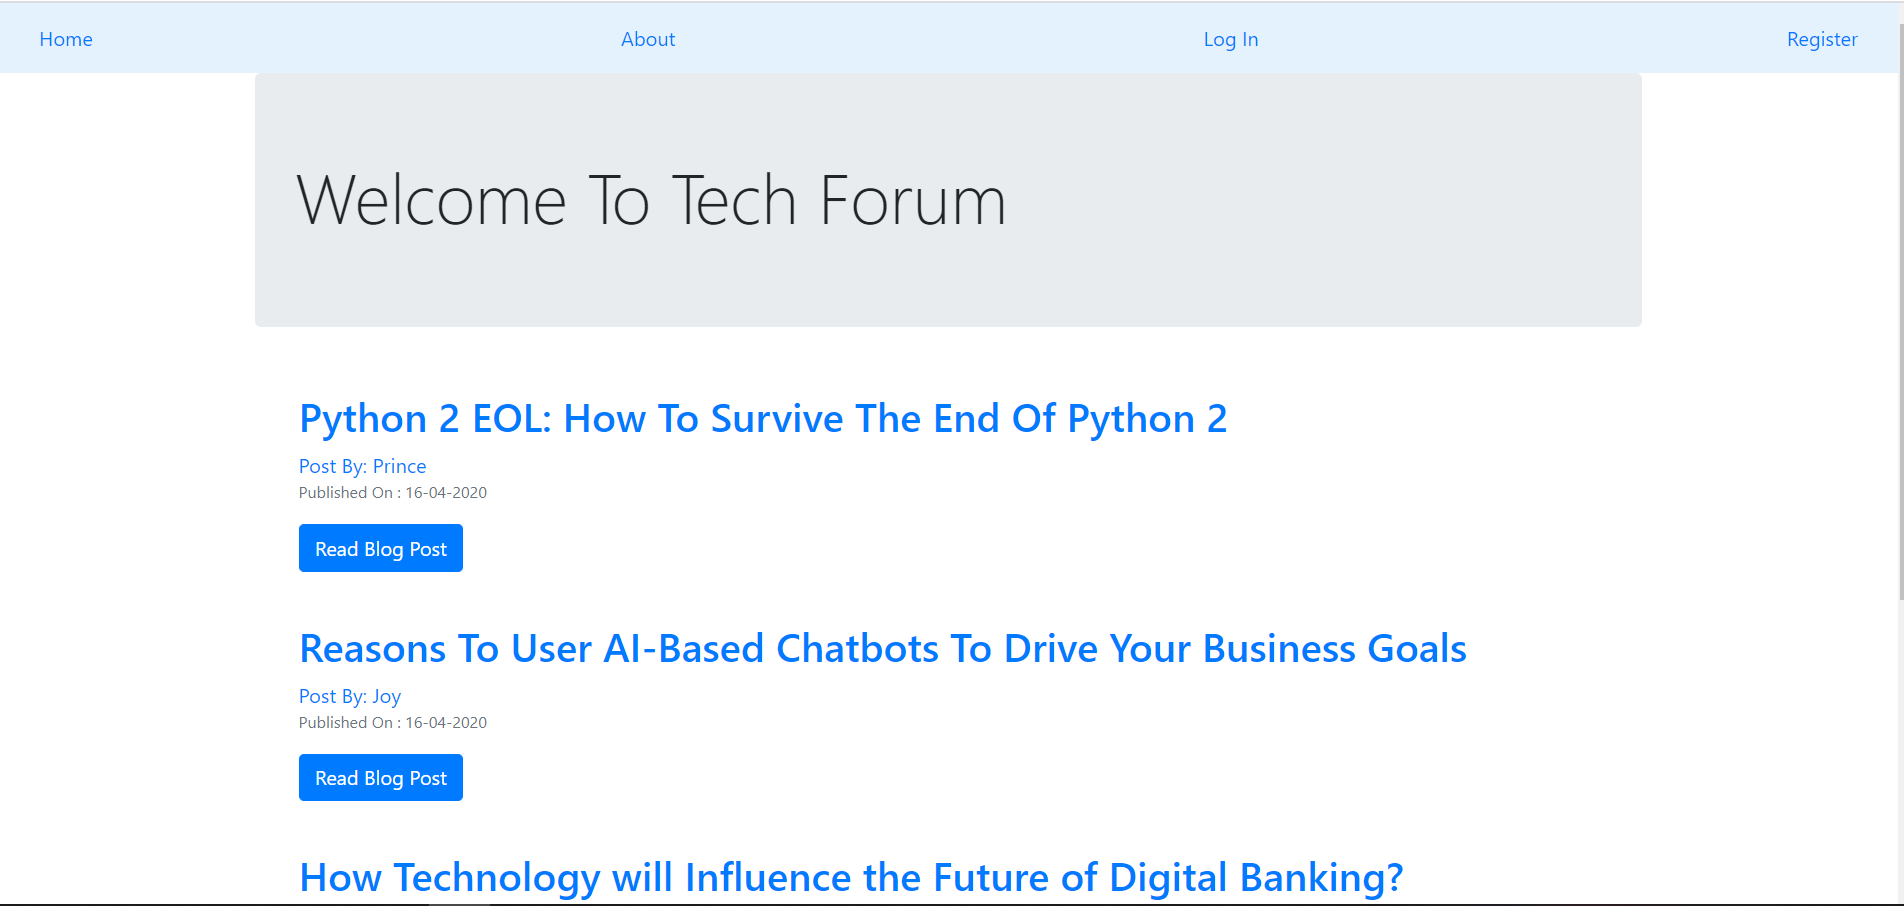 Home About Log In Register
Welcome To Tech Forum
Python 2 EOL: How To Survive The End Of Python 2
Post By: Prince
Published On : 16-04-2020
Read Blog Post
Reasons To User AI-Based Chatbots To Drive Your Business Goals
Post By: Joy
Published On : 16-04-2020
Read Blog Post
How Technology will Influence the Future of Digital Banking?